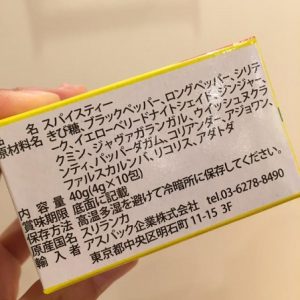 品名 スパイスティー
原材料名 きび糖、ブラックペッパー、ロングペッパー、シリテ
ーク、イエローベリードナイトシェイド、ジンジャー、
クミン、ジャヴァガランガル、ウィッシュヌクラ
ンティ、パッパーダガム、コリアンダー、アジョワン、
ファルスカルンバ、リコリス、アダトダ
内容量 40g(4g×10包)
賞味期限 底面に記載
保存方法 高温多湿を避けて冷暗所に保存してください。
原産国名 スリランカ
輸入者 アスパック企業株式会社 tel.03-6278-8490
東京都中央区明石町11-15 3F